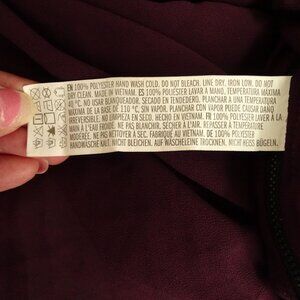 EN 100% POLYESTER HAND WASH COLD. DO NOT BLEACH. LINE DRY, IRON LOW. DO NOT
DRY CLEAN. MADE IN VIETNAM. ES 100% POLIÉSTER LAVAR A MANO. TEMPERATURA MÁXIMA
40 °C. NO USAR BLANQUEADOR. SECADO EN TENDEDERO. PLANCHAR A UNA TEMPERATURA
MÁXIMA DE LA BASE DE 110 °C, SIN VAPOR. PLANCHAR CON VAPOR PUEDE CAUSAR DAÑO
IRREVERSIBLE. NO LIMPIEZA EN SECO. HECHO EN VIETNAM. FR 100% POLYESTER LAVER À LA
MAIN À FROID. NE PAS BLANCHIR. SÉCHER À L'AIR. REPASSER À TEMPÉRATURE
MODÉRÉE. NE PAS NETTOYER À SEC. FABRIQUÉ AU VIETNAM. DE 100% POLYESTER
HANDWÄSCHE KALT. NICHT BLEICHEN. AUF WÄSCHELEINE TROCKNEN. NICHT HEISS BÜGELN.